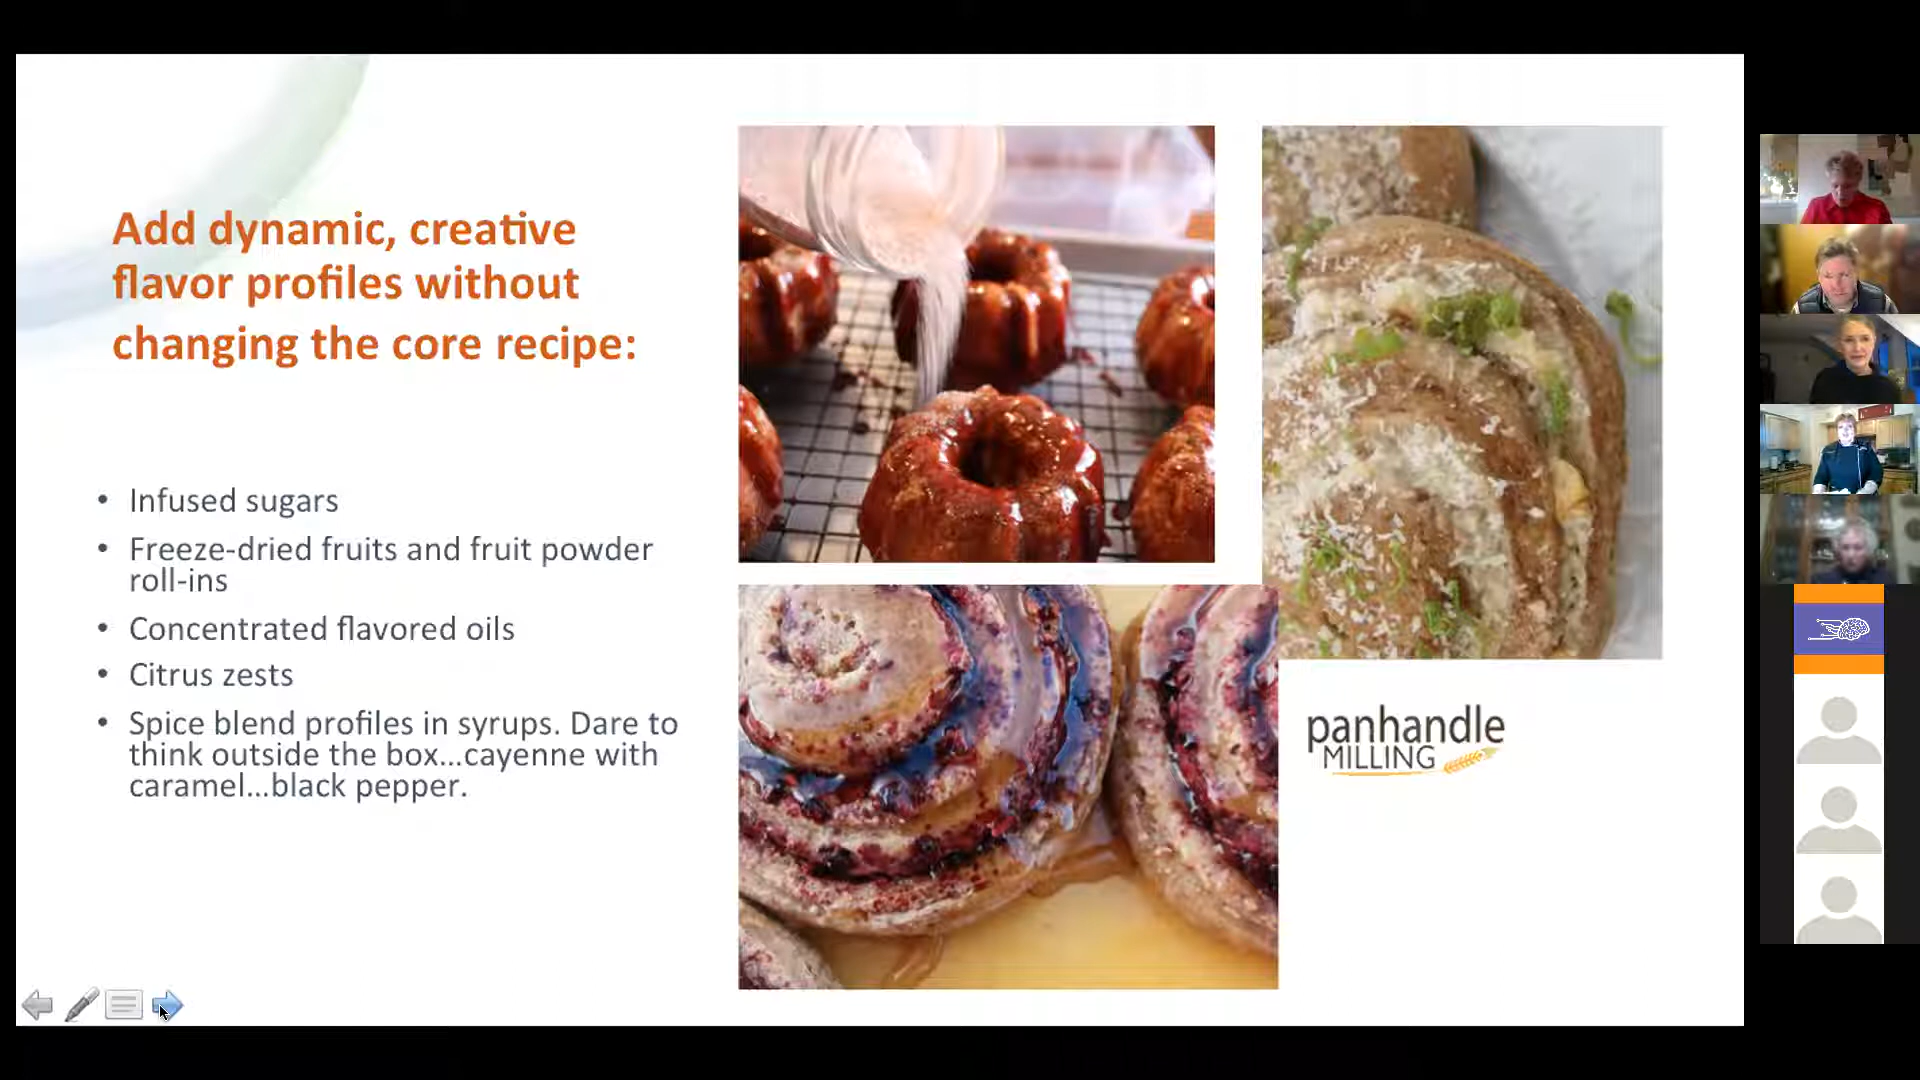 Add dynamic, creative
flavor profiles without
changing the core recipe:
• Infused sugars
• Freeze-dried fruits and fruit powder
roll-ins
• Concentrated flavored oils
• Citrus zests
• Spice blend profiles in syrups. Dare to
think outside the box...cayenne with
caramel...black pepper.
panhandle
MILLING